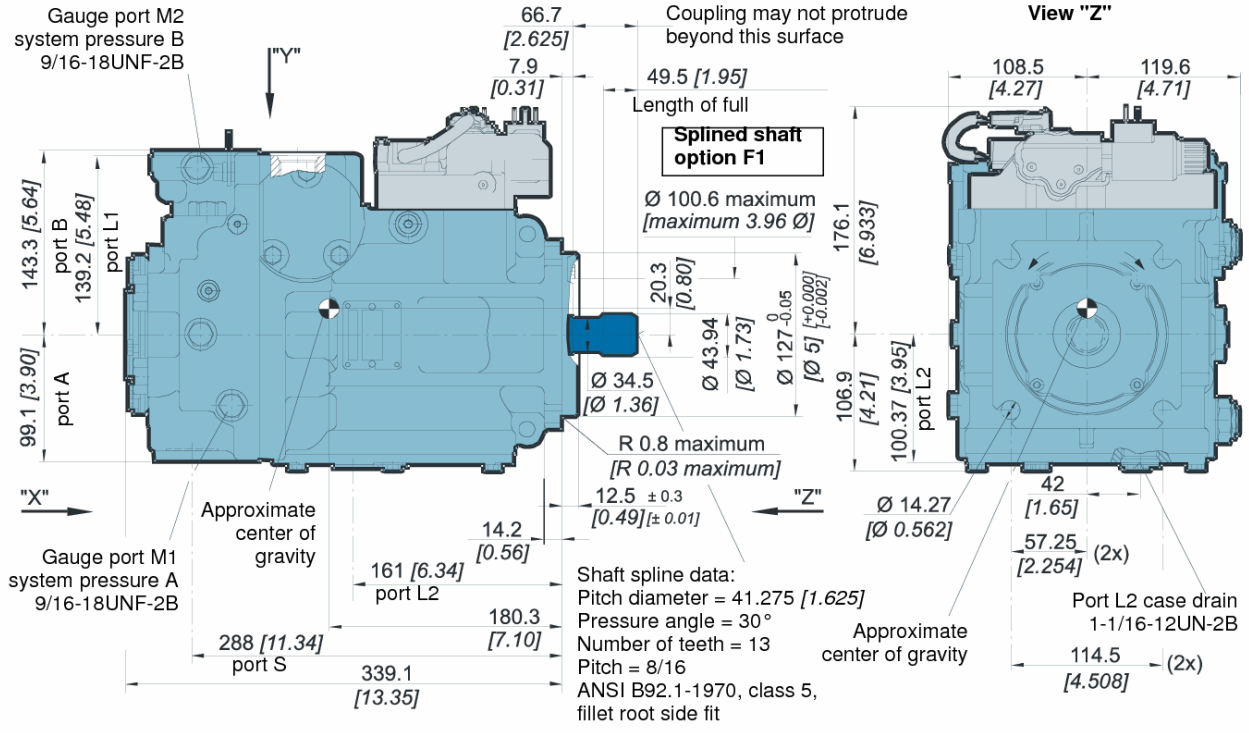 Gauge port M2
system pressure B
9/16-18UNF-2B
"Y"
66.7
[2.625]
7.9
[0.31]
Coupling may not protrude
beyond this surface
49.5 [1.95]
Length of full
Splined shaft
option F1
Ø 100.6 maximum
[maximum 3.96 Ø]
View "Z"
108.5
[4.27]
119.6
[4.71]
143.3 [5.64]
port B
139.2 [5.48]
port L1
99.1 [3.90]
port A
20.3
[0.80]
Ø 43.94
[Ø 1.73]
Ø 127 0 -0.05
[Ø 5] [+0.000] [-0.002]
Ø 34.5
[Ø 1.36]
R 0.8 maximum
[R 0.03 maximum]
12.5 ± 0.3
[0.49] [± 0.01]
176.1
[6.933]
106.9
[4.21]
100.37 [3.95]
port L2
"X"
"Z"
Approximate
center of
gravity
14.2
[0.56]
Gauge port M1
system pressure A
9/16-18UNF-2B
161 [6.34]
port L2
180.3
[7.10]
288 [11.34]
port S
339.1
[13.35]
Shaft spline data:
Pitch diameter = 41.275 [1.625]
Pressure angle = 30°
Number of teeth = 13
Pitch = 8/16
ANSI B92.1-1970, class 5,
fillet root side fit
Ø 14.27
[Ø 0.562]
42
[1.65]
57.25 (2x)
[2.254]
Port L2 case drain
1-1/16-12UN-2B
Approximate
center of gravity
114.5 (2x)
[4.508]